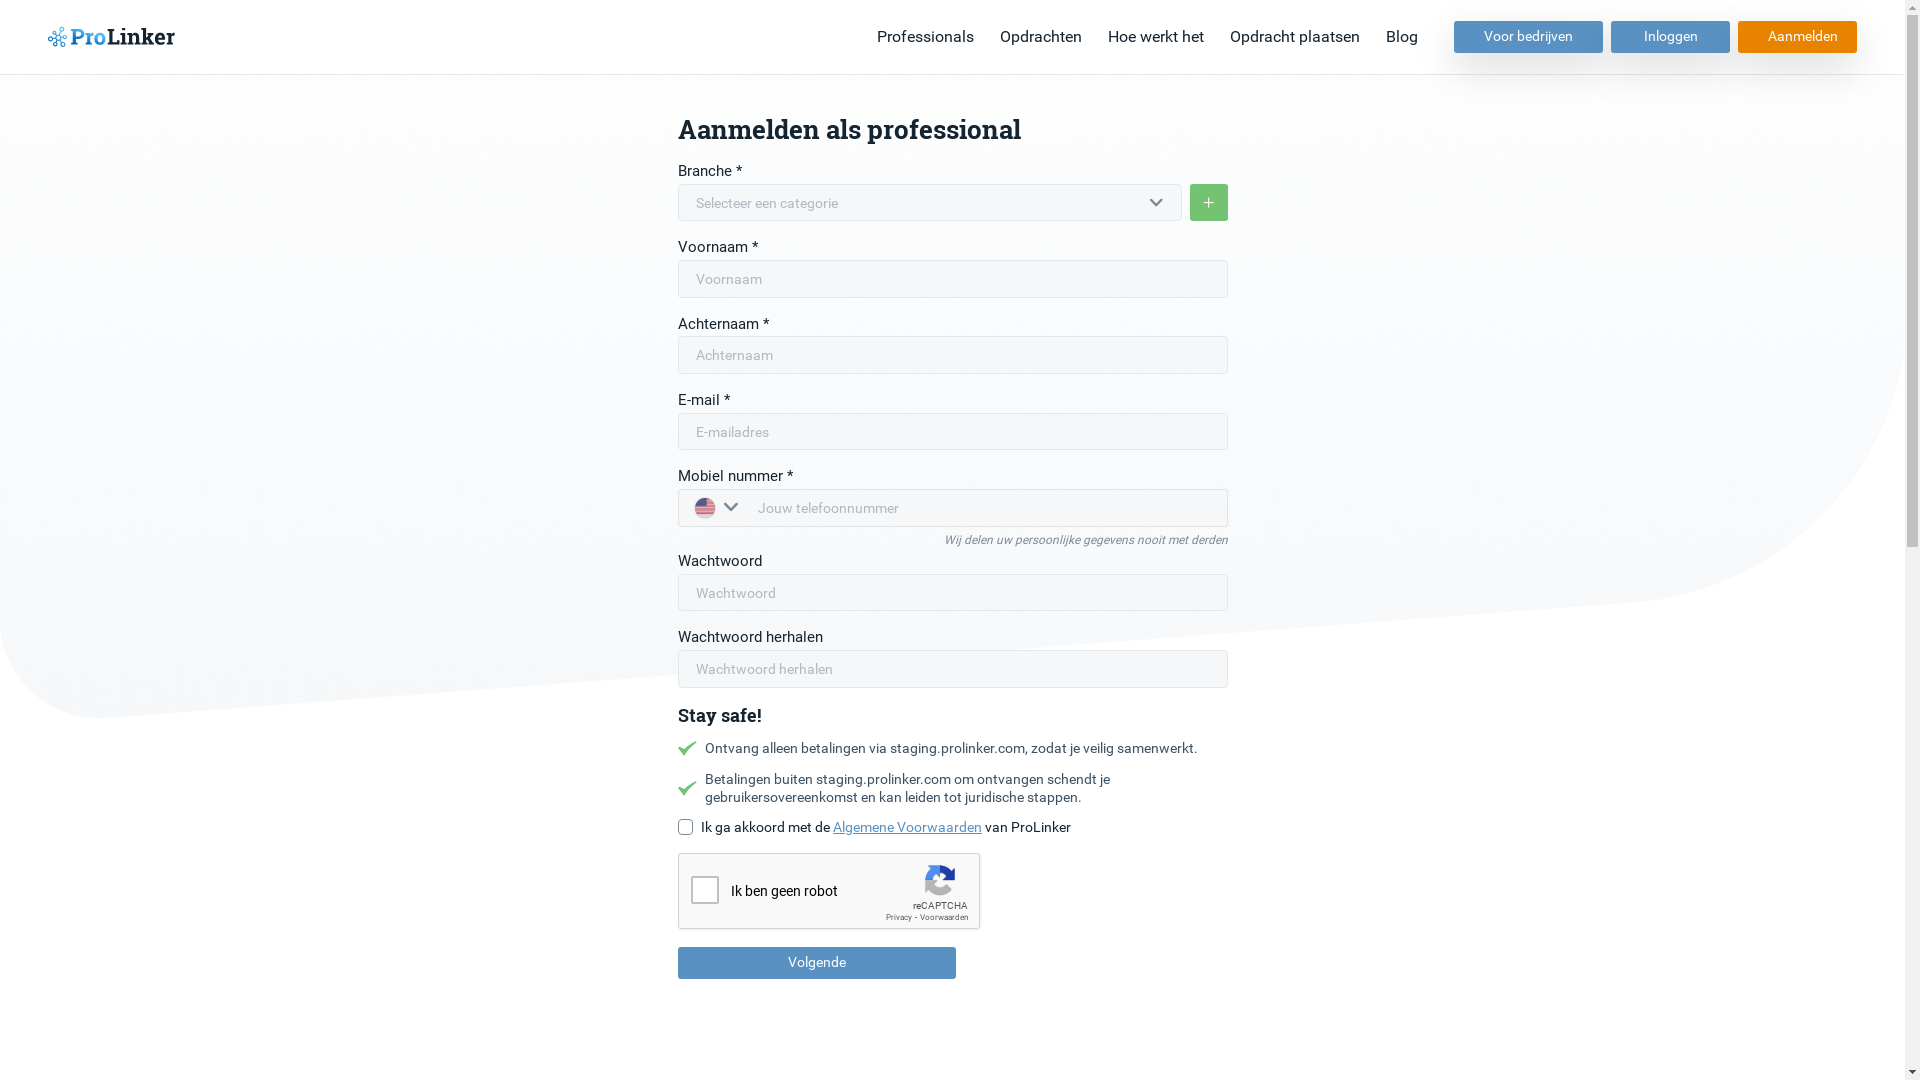 ProLinker
Professionals Opdrachten Hoe werkt het Opdracht plaatsen Blog Voor bedrijven Inloggen Aanmelden
Aanmelden als professional
Branche *
Selecteer een categorie +
Voornaam *
Voornaam
Achternaam *
Achternaam
E-mail *
E-mailadres
Mobiel nummer *
Jouw telefoonnummer
Wij delen uw persoonlijke gegevens nooit met derden
Wachtwoord
Wachtwoord
Wachtwoord herhalen
Wachtwoord herhalen
Stay safe!
Ontvang alleen betalingen via staging.prolinker.com, zodat je veilig samenwerkt.
Betalingen buiten staging.prolinker.com om ontvangen schendt je
gebruikersovereenkomst en kan leiden tot juridische stappen.
Ik ga akkoord met de Algemene Voorwaarden van ProLinker
Ik ben geen robot
reCAPTCHA
Privacy - Voorwaarden
Volgende